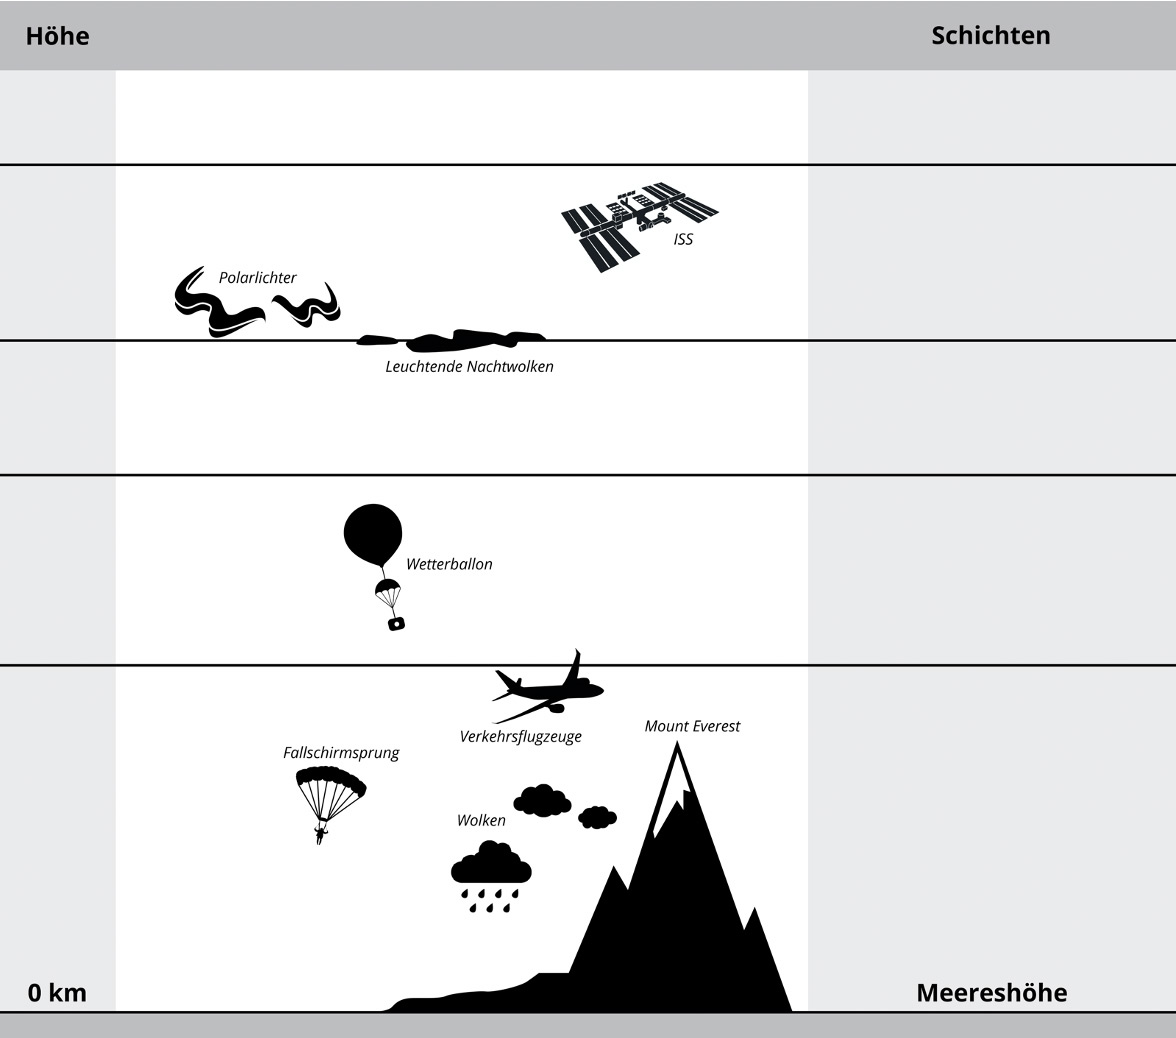 Höhe
Schichten
ISS
Polarlichter
Leuchtende Nachtwolken
Wetterballon
Mount Everest
Verkehrsflugzeuge
Fallschirmsprung
Wolken
0 km
Meereshöhe